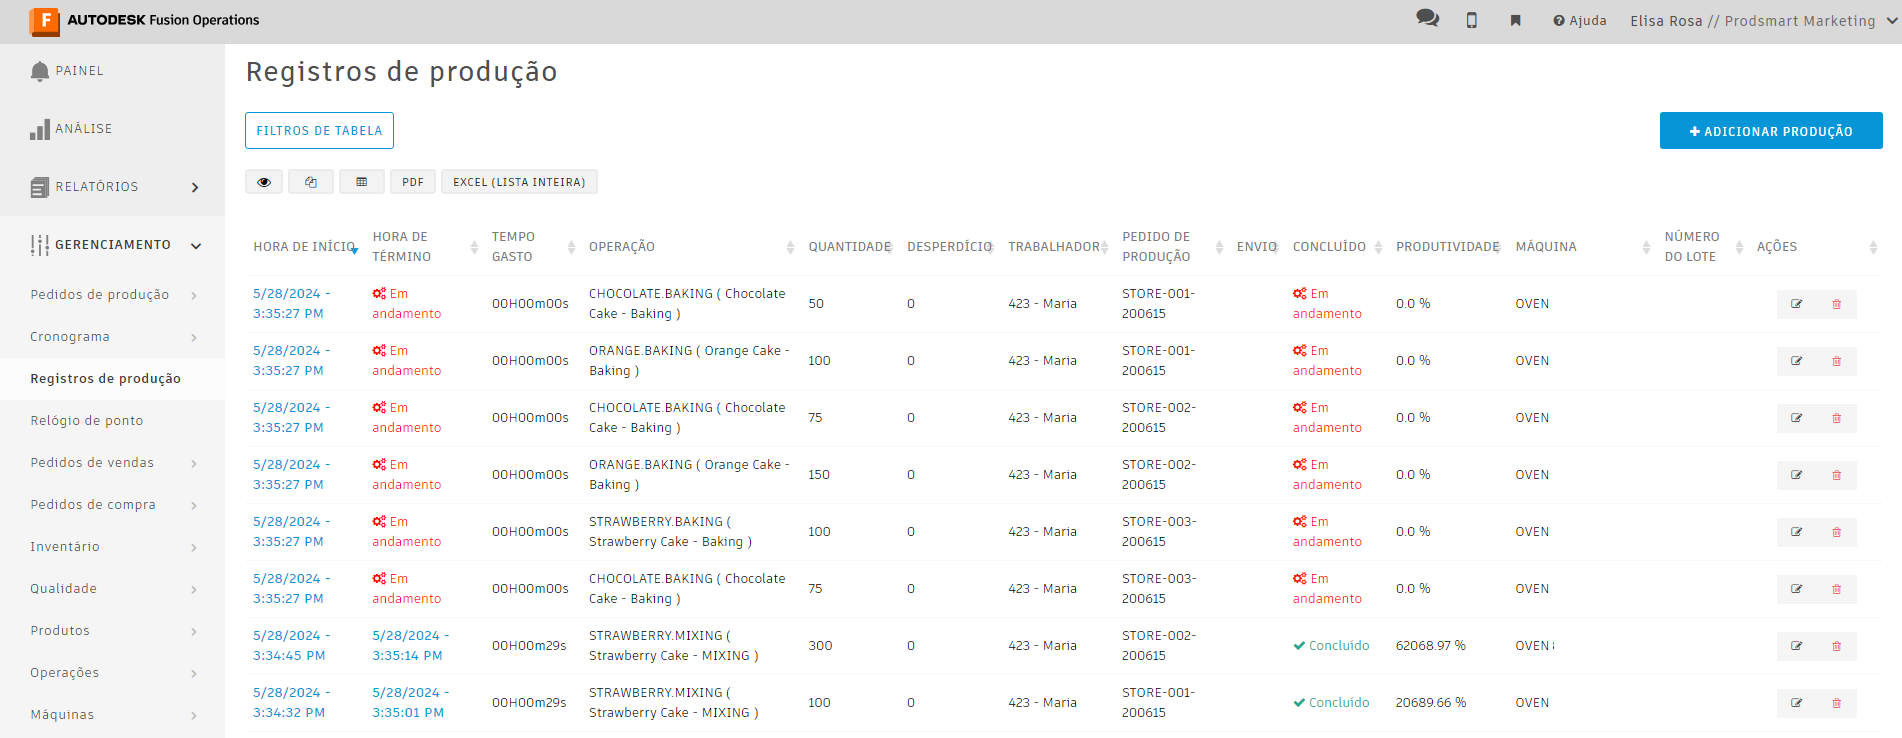 F AUTODESK Fusion Operations
Ajuda
Elisa Rosa // Prodsmart Marketing
PAINEL
ANÁLISE
RELATÓRIOS
GERENCIAMENTO
Pedidos de produção
Cronograma
Registros de produção
Relógio de ponto
Pedidos de vendas
Pedidos de compra
Inventário
Qualidade
Produtos
Operações
Máquinas
Registros de produção
FILTROS DE TABELA
+ ADICIONAR PRODUÇÃO
PDF
EXCEL (LISTA INTEIRA)
HORA DE INÍCIO HORA DE TÉRMINO TEMPO GASTO OPERAÇÃO QUANTIDADE DESPERDÍCIO TRABALHADOR PEDIDO DE PRODUÇÃO ENVIO CONCLUÍDO PRODUTIVIDADE MÁQUINA NÚMERO DO LOTE AÇÕES
5/28/2024 - 3:35:27 PM Em andamento 00H00m00s CHOCOLATE.BAKING ( Chocolate Cake - Baking ) 50 0 423 - Maria STORE-001-200615 Em andamento 0.0 % OVEN
5/28/2024 - 3:35:27 PM Em andamento 00H00m00s ORANGE.BAKING ( Orange Cake - Baking ) 100 0 423 - Maria STORE-001-200615 Em andamento 0.0 % OVEN
5/28/2024 - 3:35:27 PM Em andamento 00H00m00s CHOCOLATE.BAKING ( Chocolate Cake - Baking ) 75 0 423 - Maria STORE-002-200615 Em andamento 0.0 % OVEN
5/28/2024 - 3:35:27 PM Em andamento 00H00m00s ORANGE.BAKING ( Orange Cake - Baking ) 150 0 423 - Maria STORE-002-200615 Em andamento 0.0 % OVEN
5/28/2024 - 3:35:27 PM Em andamento 00H00m00s STRAWBERRY.BAKING ( Strawberry Cake - Baking ) 100 0 423 - Maria STORE-003-200615 Em andamento 0.0 % OVEN
5/28/2024 - 3:35:27 PM Em andamento 00H00m00s CHOCOLATE.BAKING ( Chocolate Cake - Baking ) 75 0 423 - Maria STORE-003-200615 Em andamento 0.0 % OVEN
5/28/2024 - 3:34:45 PM 5/28/2024 - 3:35:14 PM 00H00m29s STRAWBERRY.MIXING ( Strawberry Cake - MIXING ) 300 0 423 - Maria STORE-002-200615 Concluído 62068.97 % OVEN
5/28/2024 - 3:34:32 PM 5/28/2024 - 3:35:01 PM 00H00m29s STRAWBERRY.MIXING ( Strawberry Cake - MIXING ) 100 0 423 - Maria STORE-001-200615 Concluído 20689.66 % OVEN